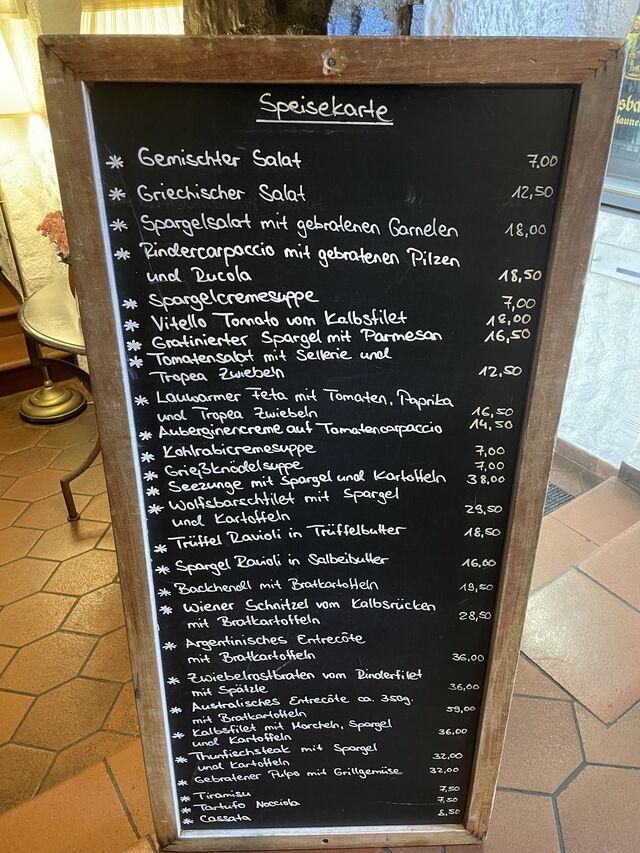 Speisekarte
* Gemischter Salat 7.00
* Griechischer Salat 12,50
* Spargelsalat mit gebratenen Garnelen 18,00
* Rindercarpaccio mit gebratenen Pilzen
und Rucola 18,50
* Spargelcremesuppe 7,00
* Vitello Tonnato vom Kalbsfilet 18,00
* Gratinierter Spargel mit Parmesan 16,50
* Tomatensalat mit Sellerie und
Tropea Zwiebeln 12,50
* Lauwarmer Feta mit Tomaten, Paprika
und Tropea Zwiebeln 16,50
* Auberginencreme auf Tomatencarpaccio 14,50
* Kohlrabicremesuppe 7,00
* Grießknödelsuppe 7,00
* Seezunge mit Spargel und Kartoffeln 38,00
* Wolfsbarschfilet mit Spargel
und Kartoffeln 29,50
* Trüffel Ravioli in Trüffelbutter 18,50
* Spargel Ravioli in Salbeibutter 16,00
* Backhendl mit Bratkartoffeln 19,50
* Wiener Schnitzel vom Kalbsrücken
mit Bratkartoffeln 28,50
* Argentinisches Entrecôte
mit Bratkartoffeln 36,00
* Zwiebelrostbraten vom Rinderfilet
mit Spätzle 36,00
* Australisches Entrecôte ca. 350g.
mit Bratkartoffeln 59,00
* Kalbsfilet mit Morcheln, Spargel
und Kartoffeln 36,00
* Thunfischsteak mit Spargel
und Kartoffeln 32,00
* Gebratener Pulpo mit Grillgemüse 32,00
* Tiramisu 7,50
* Tartufo Nocciola 7,50
* Cassata 8,50